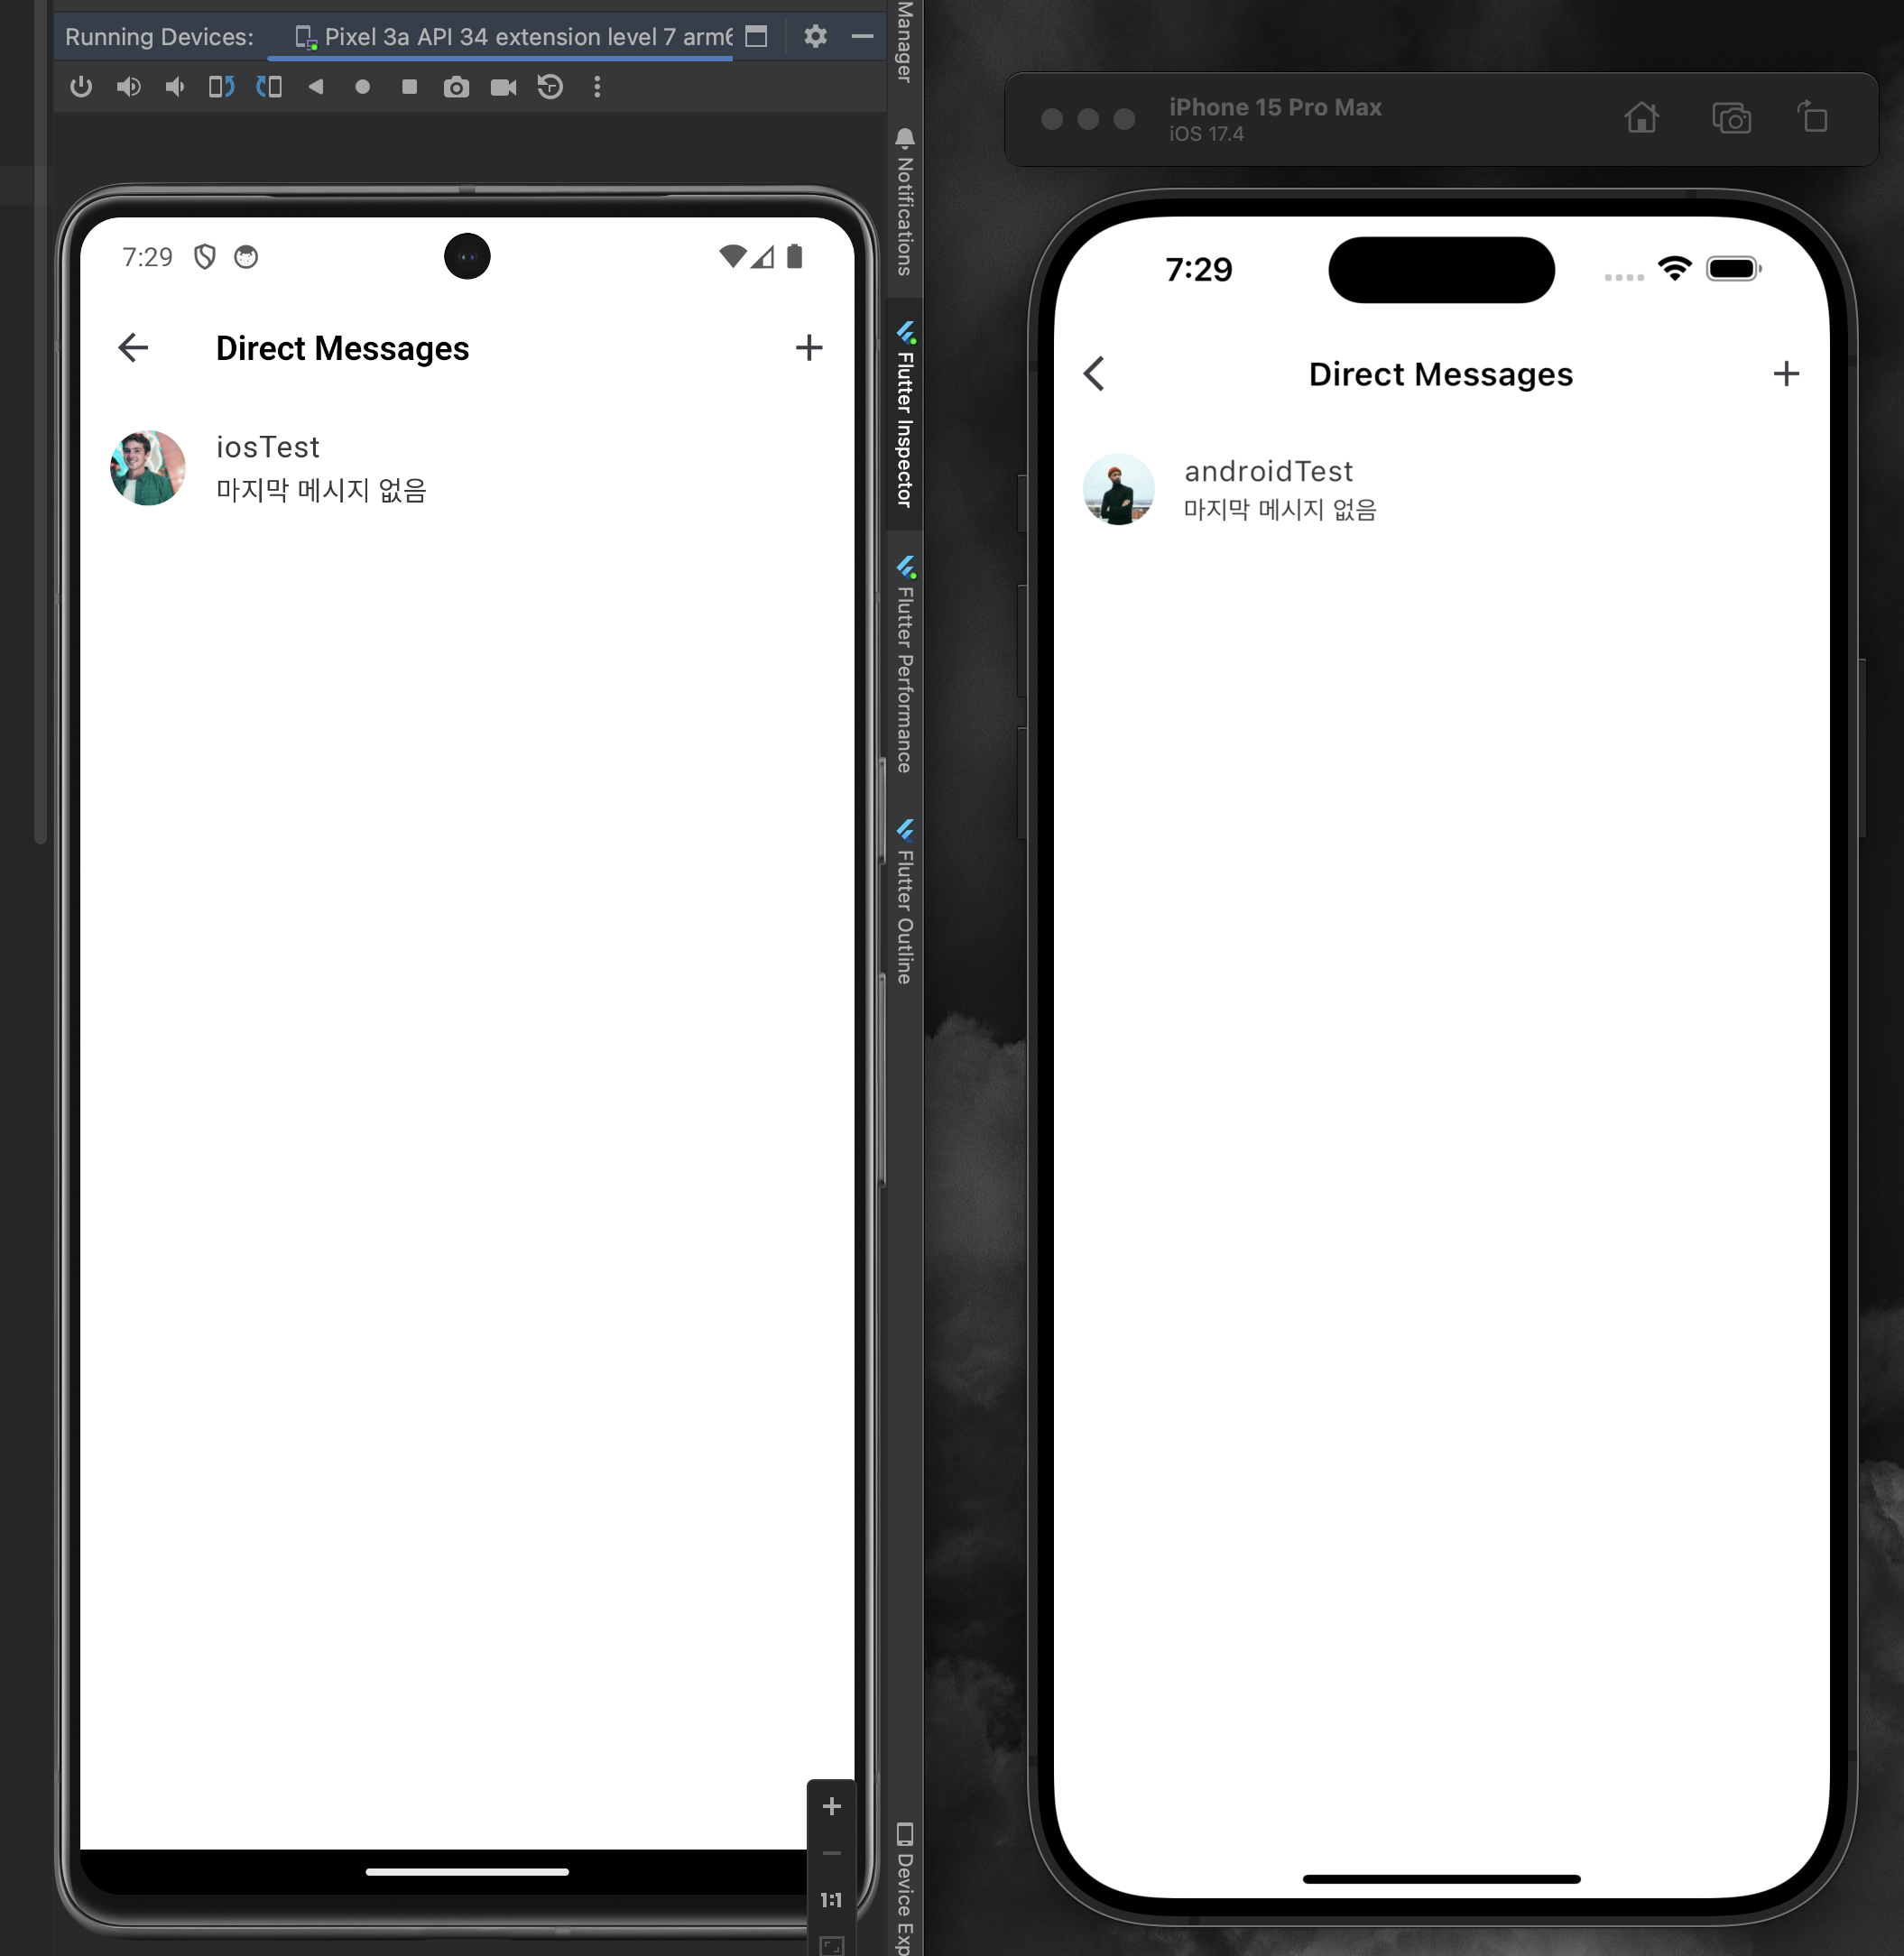 Running Devices:
Pixel 3a API 34 extension level 7 arm6
7:29
Direct Messages
iosTest
마지막 메시지 없음
1:1
Manager
Notifications
Flutter Inspector
Flutter Performance
Flutter Outline
Device Exp
iPhone 15 Pro Max
iOS 17.4
7:29
Direct Messages
androidTest
마지막 메시지 없음